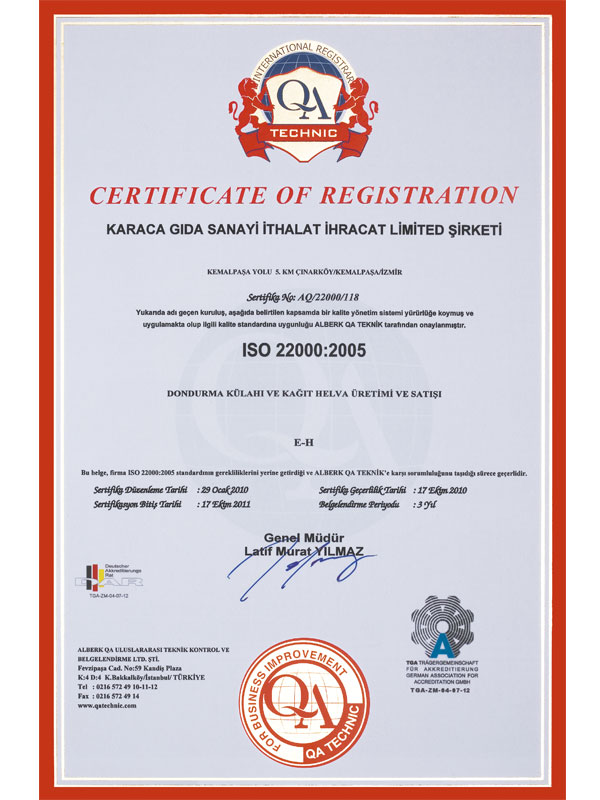 INTERNATIONAL REGISTRAR
QA
TECHNIC
CERTIFICATE OF REGISTRATION
KARACA GIDA SANAYİ İTHALAT İHRACAT LİMİTED ŞİRKETİ
KEMALPAŞA YOLU 5. KM ÇINARKÖY/KEMALPAŞA/İZMİR
Sertifika No: AQ/22000/118
Yukarıda adı geçen kuruluş, aşağıda belirtilen kapsamda bir kalite yönetim sistemi yürürlüğe koymuş ve
uygulamakta olup ilgili kalite standardına uygunluğu ALBERK QA TEKNİK tarafından onaylanmıştır.
ISO 22000:2005
DONDURMA KÜLAHI VE KAĞIT HELVA ÜRETİMİ VE SATIŞI
E-H
Bu belge, firma ISO 22000:2005 standardının gerekliliklerini yerine getirdiği ve ALBERK QA TEKNİK'e karşı sorumluluğunu taşıdığı sürece geçerlidir.
Sertifika Düzenleme Tarihi : 29 Ocak 2010 Sertifika Geçerlilik Tarihi : 17 Ekim 2010
Sertifikasyon Bitiş Tarihi : 17 Ekim 2011 Belgelendirme Periyodu : 3 Yıl
Genel Müdür
Latif Murat YILMAZ
Deutscher
Akkreditierungs
Rat
DAR
TGA-ZM-04-07-12
A
TGA TRÄGERGEMEINSCHAFT
FÜR AKKREDITIERUNG
GERMAN ASSOCIATION FOR
ACCREDITATION GMBH
TGA-ZM-04-07-12
ALBERK QA ULUSLARARASI TEKNİK KONTROL VE
BELGELENDİRME LTD. ŞTİ.
Fevzipaşa Cad. No:59 Kandiş Plaza
K:4 D:4 K.Bakkalköy/İstanbul/ TÜRKİYE
Tel : 0216 572 49 10-11-12
Fax : 0216 572 49 14
www.qatechnic.com
FOR BUSINESS IMPROVEMENT
QA
QA TECHNIC